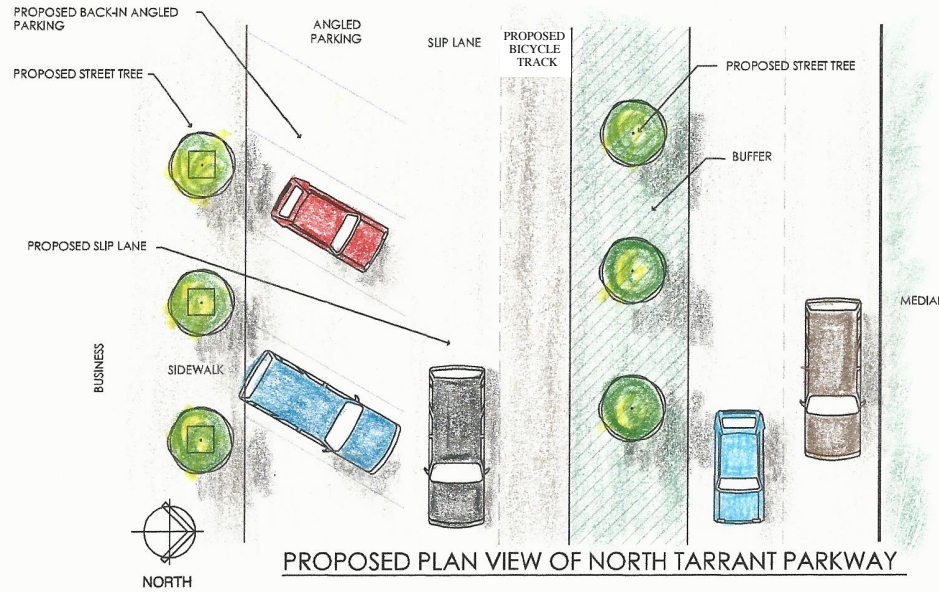 PROPOSED BACK-IN ANGLED
PARKING
ANGLED
PARKING
SLIP LANE
PROPOSED
BICYCLE
TRACK
PROPOSED STREET TREE
PROPOSED STREET TREE
BUFFER
PROPOSED SLIP LANE
MEDIAN
BUSINESS
SIDEWALK
NORTH
PROPOSED PLAN VIEW OF NORTH TARRANT PARKWAY